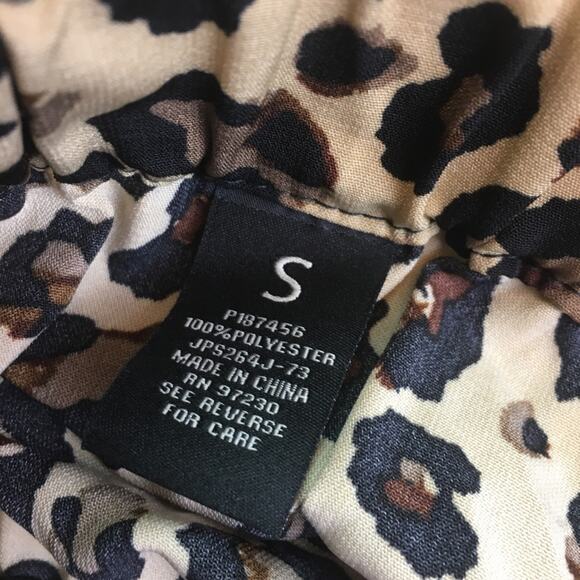 S
P187456
100%POLYESTER
JPS264J-73
MADE IN CHINA
RN 97230
SEE REVERSE
FOR CARE